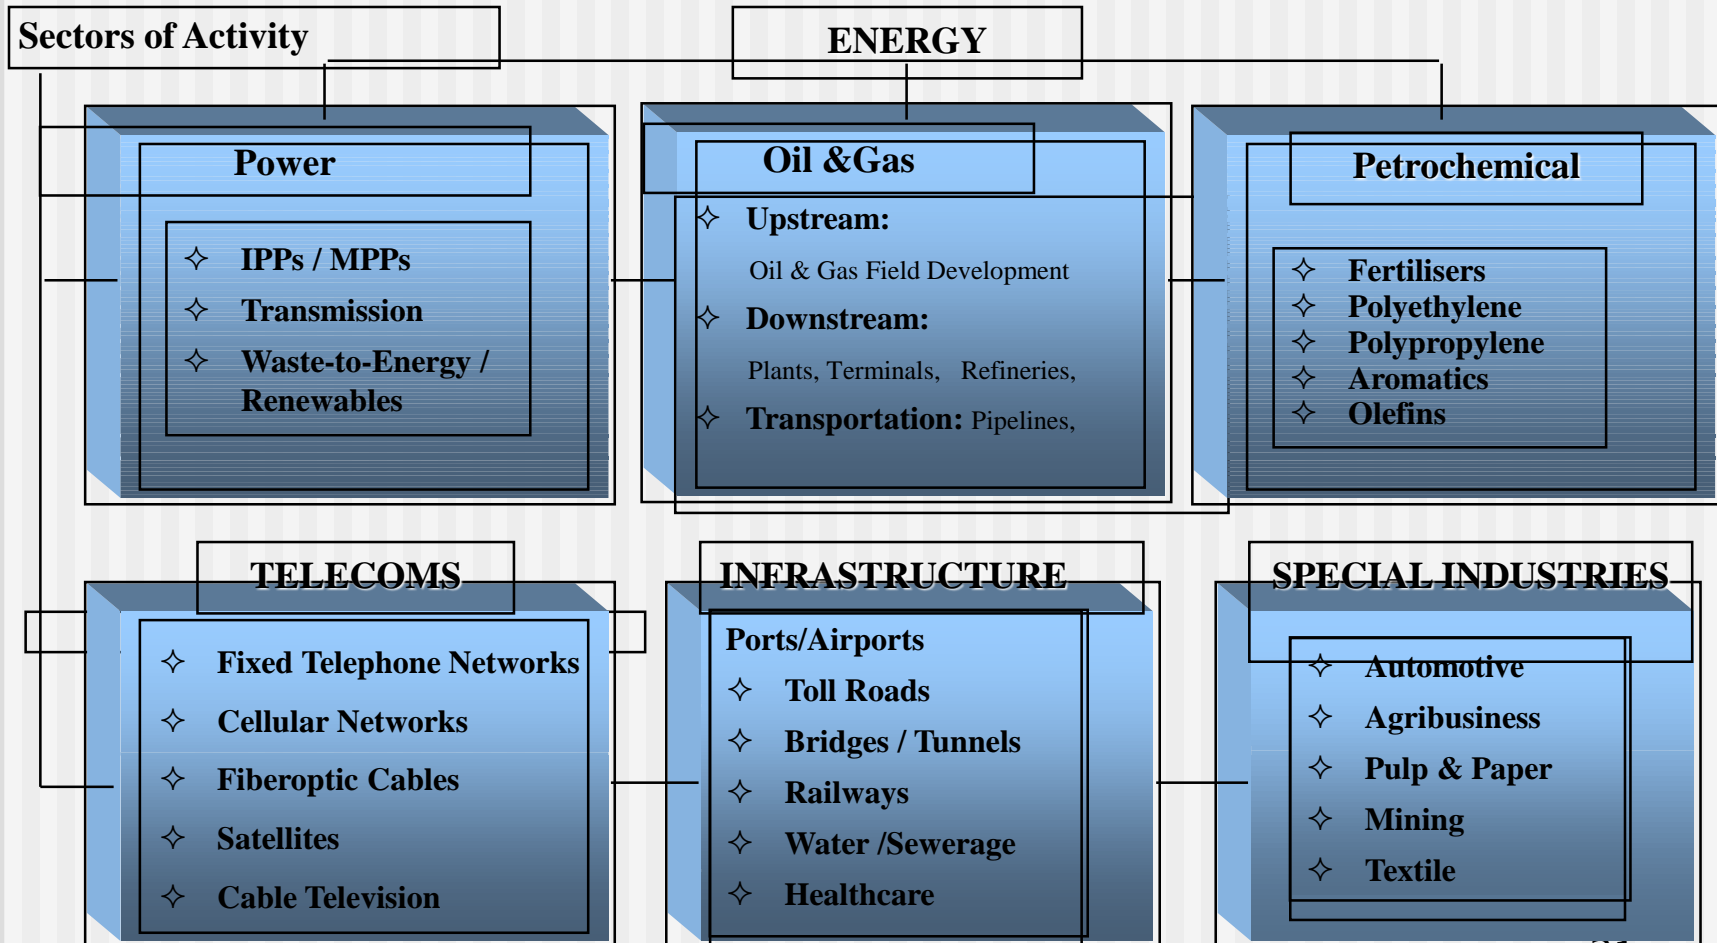 Sectors of Activity
ENERGY
Power
✧ IPPs / MPPs
✧ Transmission
✧ Waste-to-Energy /
Renewables
Oil &Gas
✧ Upstream:
Oil & Gas Field Development
✧ Downstream:
Plants, Terminals, Refineries,
✧ Transportation: Pipelines,
Petrochemical
✧ Fertilisers
✧ Polyethylene
✧ Polypropylene
✧ Aromatics
✧ Olefins
TELECOMS
✧ Fixed Telephone Networks
✧ Cellular Networks
✧ Fiberoptic Cables
✧ Satellites
✧ Cable Television
INFRASTRUCTURE
Ports/Airports
✧ Toll Roads
✧ Bridges / Tunnels
✧ Railways
✧ Water /Sewerage
✧ Healthcare
SPECIAL INDUSTRIES
✧ Automotive
✧ Agribusiness
✧ Pulp & Paper
✧ Mining
✧ Textile